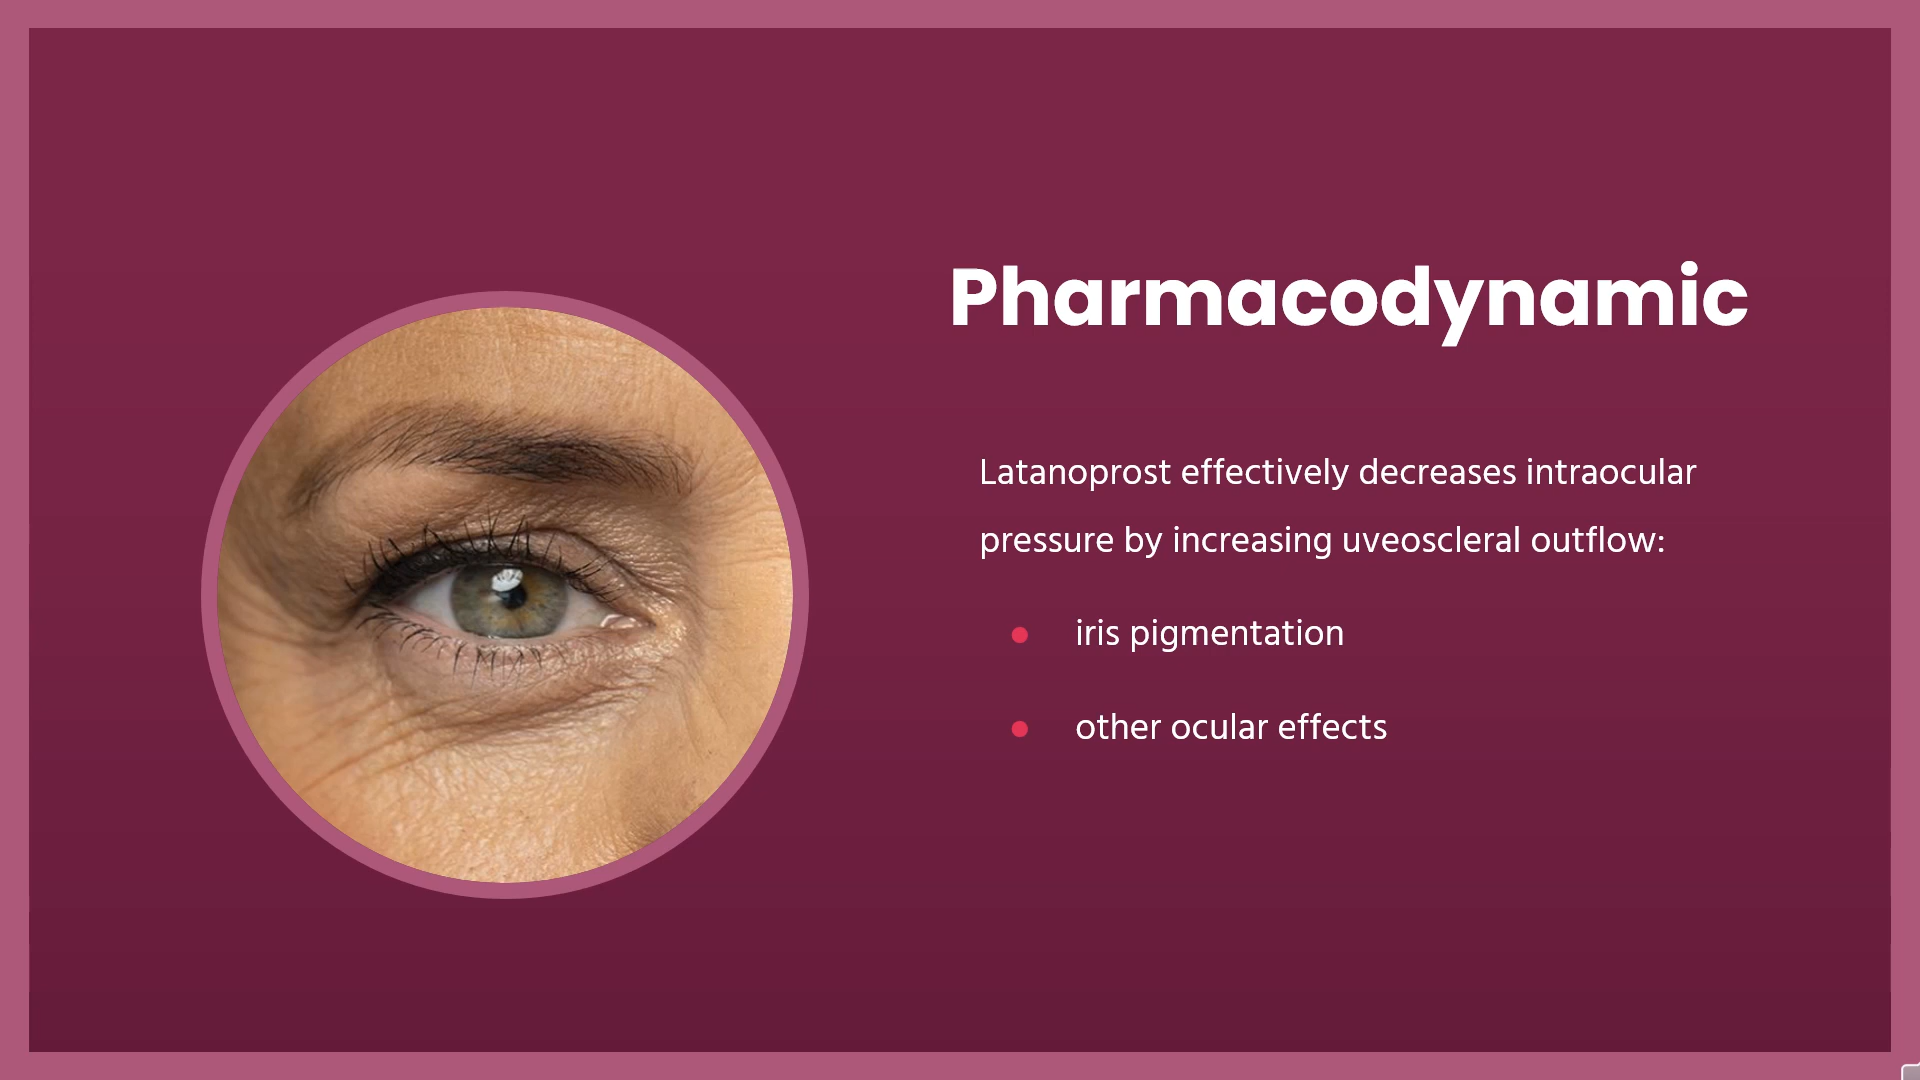 Pharmacodynamic
Latanoprost effectively decreases intraocular
pressure by increasing uveoscleral outflow:
iris pigmentation
other ocular effects